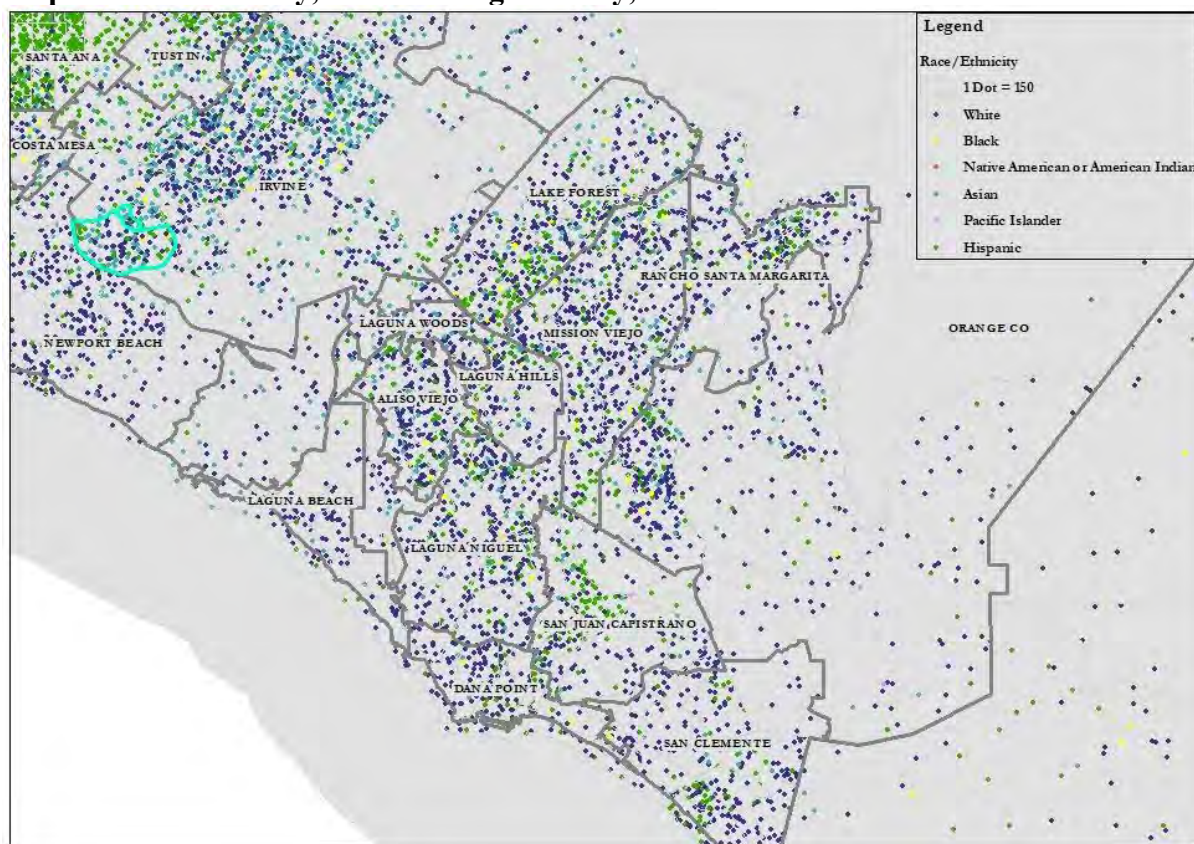 Legend
Race/Ethnicity
1 Dot = 150
White
Black
Native American or American Indian
Asian
Pacific Islander
Hispanic
SANTA ANA
TUSTIN
COSTA MESA
IRVINE
LAKE FOREST
RANCHO SANTA MARGARITA
LAGUNA WOODS
MISSION VIEJO
ORANGE CO
NEWPORT BEACH
LAGUNA HILLS
ALISO VIEJO
LAGUNA BEACH
LAGUNA NIGUEL
SAN JUAN CAPISTRANO
DANA POINT
SAN CLEMENTE